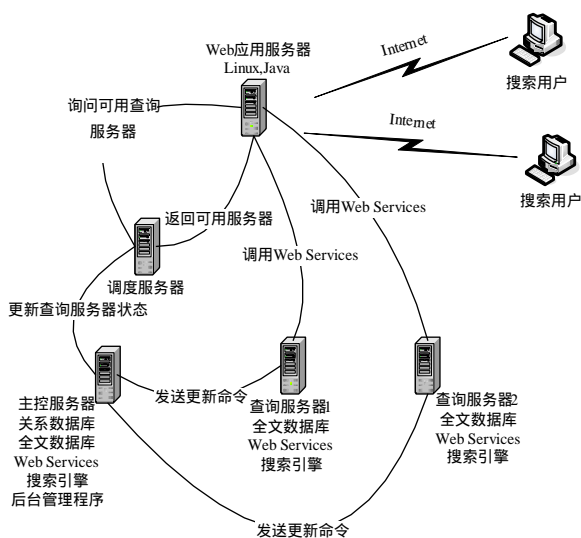 Web应用服务器
Linux,Java
Internet
搜索用户
询问可用查询
服务器
Internet
搜索用户
返回可用服务器
调用Web Services
调用Web Services
调度服务器
更新查询服务器状态
主控服务器
关系数据库
全文数据库
Web Services
搜索引擎
后台管理程序
发送更新命令
查询服务器1
全文数据库
Web Services
搜索引擎
查询服务器2
全文数据库
Web Services
搜索引擎
发送更新命令